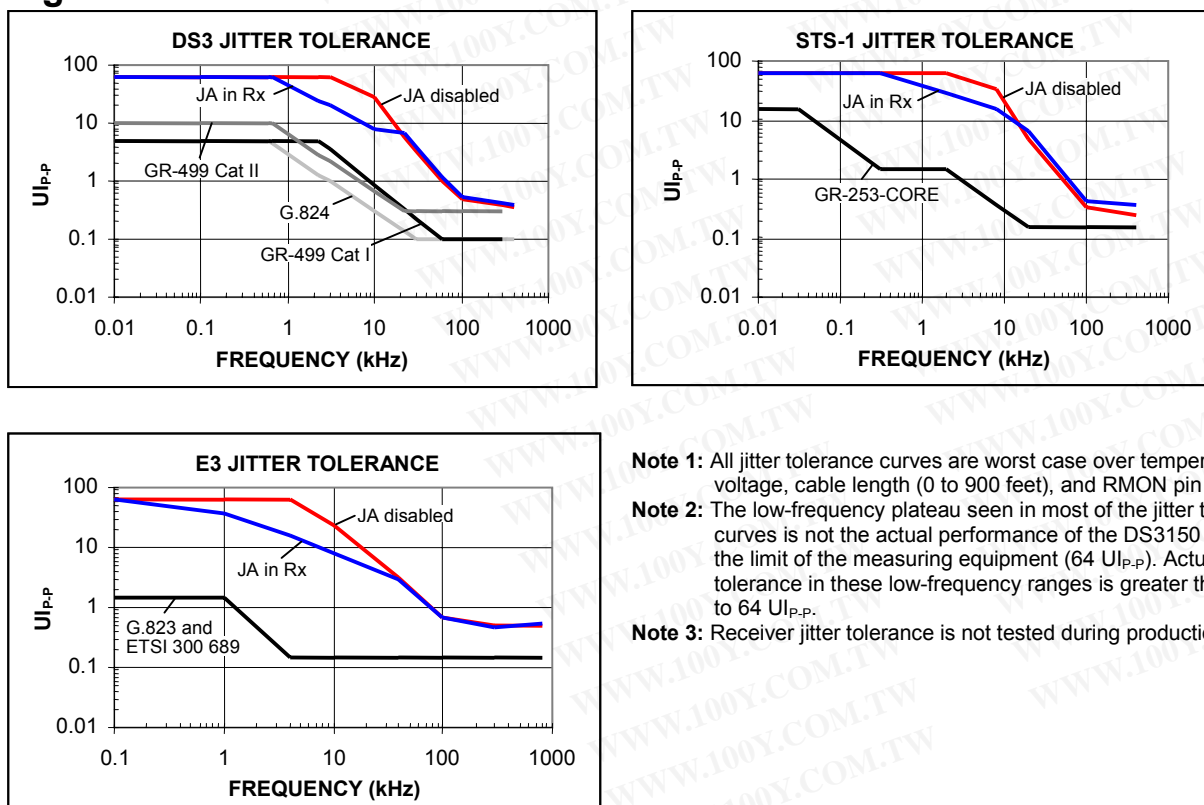 DS3 JITTER TOLERANCE
100
10
1
0.1
0.01
UIP-P
JA in Rx
JA disabled
GR-499 Cat II
G.824
GR-499 Cat I
0.01 0.1 1 10 100 1000
FREQUENCY (kHz)
STS-1 JITTER TOLERANCE
100
10
1
0.1
0.01
UIP-P
JA in Rx
JA disabled
GR-253-CORE
0.01 0.1 1 10 100 1000
FREQUENCY (kHz)
E3 JITTER TOLERANCE
100
10
1
0.1
0.01
UIP-P
JA disabled
JA in Rx
G.823 and
ETSI 300 689
0.1 1 10 100 1000
FREQUENCY (kHz)
Note 1: All jitter tolerance curves are worst case over temper
voltage, cable length (0 to 900 feet), and RMON pin
Note 2: The low-frequency plateau seen in most of the jitter t
curves is not the actual performance of the DS3150
the limit of the measuring equipment (64 UIP-P). Actu
tolerance in these low-frequency ranges is greater th
to 64 UIP-P.
Note 3: Receiver jitter tolerance is not tested during producti
WWW.100Y.COM.TW